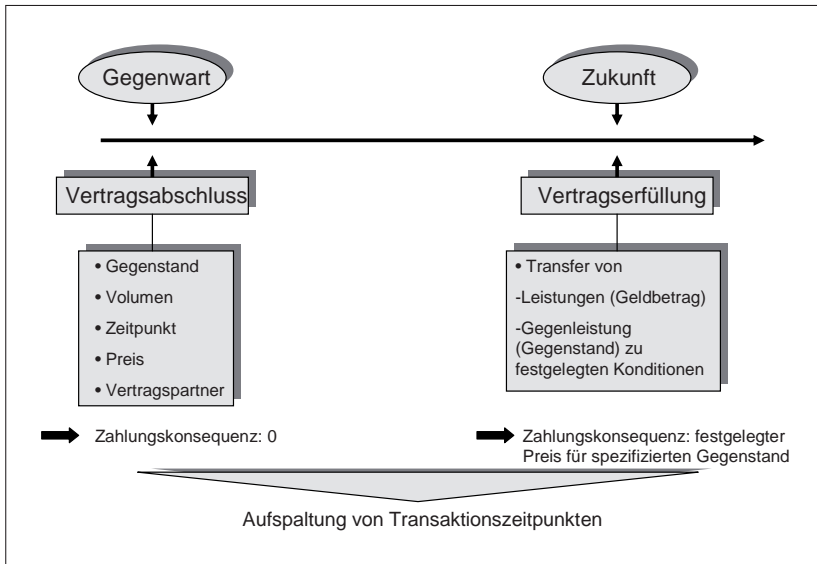 Gegenwart
Zukunft
Vertragsabschluss
Vertragserfüllung
• Gegenstand
• Volumen
• Zeitpunkt
• Preis
• Vertragspartner
• Transfer von
-Leistungen (Geldbetrag)
-Gegenleistung
(Gegenstand) zu
festgelegten Konditionen
Zahlungskonsequenz: 0
Zahlungskonsequenz: festgelegter
Preis für spezifizierten Gegenstand
Aufspaltung von Transaktionszeitpunkten